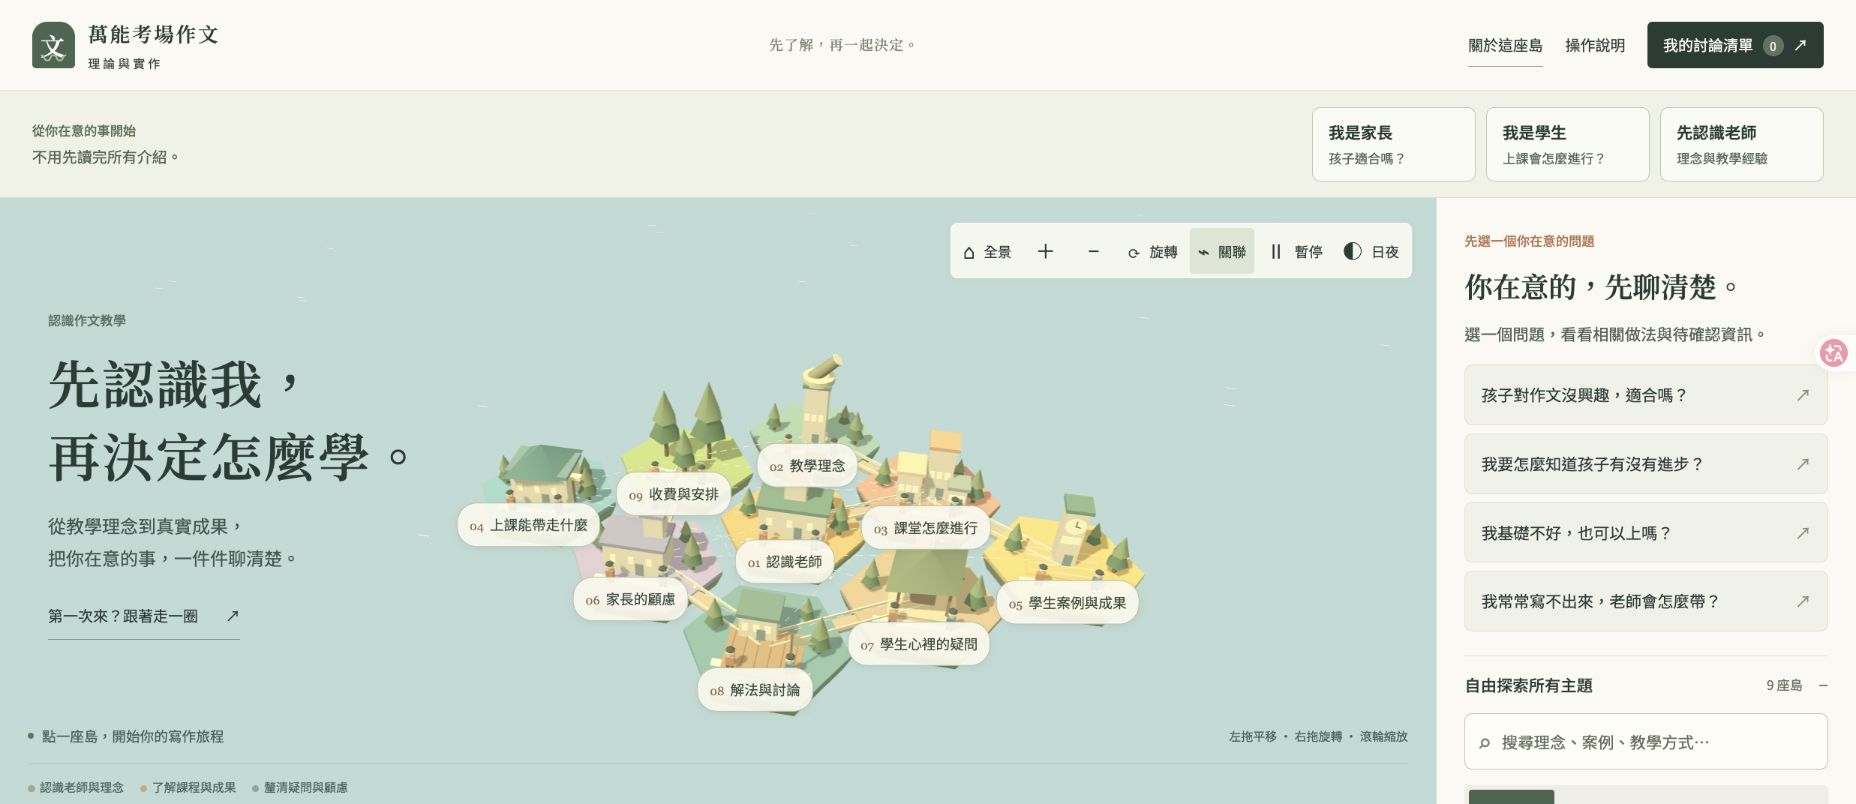 文
萬能考場作文
理論與實作
先了解，再一起決定。
關於這座島
操作說明
我的討論清單 0 ↗
從你在意的事開始
不用先讀完所有介紹。
我是家長
孩子適合嗎？
我是學生
上課會怎麼進行？
先認識老師
理念與教學經驗
全景
+
−
旋轉
關聯
暫停
日夜
認識作文教學
先認識我，
再決定怎麼學。
從教學理念到真實成果，
把你在意的事，一件件聊清楚。
第一次來？跟著走一圈 ↗
02 教學理念
09 收費與安排
04 上課能帶走什麼
03 課堂怎麼進行
01 認識老師
06 家長的顧慮
05 學生案例與成果
07 學生心裡的疑問
08 解法與討論
點一座島，開始你的寫作旅程
左拖平移・右拖旋轉・滾輪縮放
認識老師與理念
了解課程與成果
釐清疑問與顧慮
先選一個你在意的問題
你在意的，先聊清楚。
選一個問題，看看相關做法與待確認資訊。
孩子對作文沒興趣，適合嗎？ ↗
我要怎麼知道孩子有沒有進步？ ↗
我基礎不好，也可以上嗎？ ↗
我常常寫不出來，老師會怎麼帶？ ↗
自由探索所有主題
9 座島 −
搜尋理念、案例、教學方式⋯